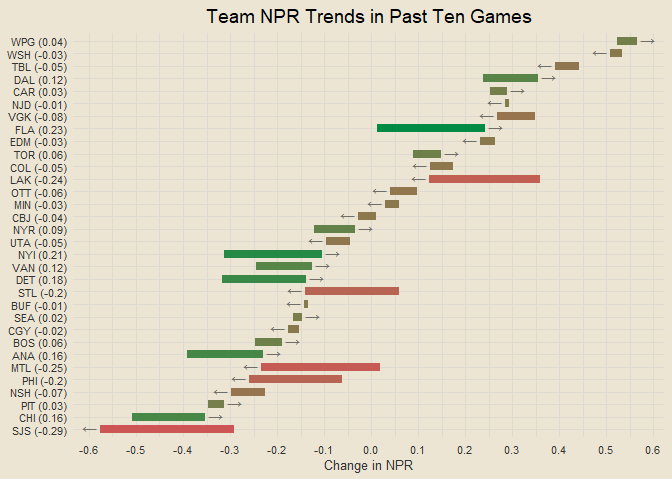 Team NPR Trends in Past Ten Games
WPG (0.04)
WSH (-0.03)
TBL (-0.05)
DAL (0.12)
CAR (0.03)
NJD (-0.01)
VGK (-0.08)
FLA (0.23)
EDM (-0.03)
TOR (0.06)
COL (-0.05)
LAK (-0.24)
OTT (-0.06)
MIN (-0.03)
CBJ (-0.04)
NYR (0.09)
UTA (-0.05)
NYI (0.21)
VAN (0.12)
DET (0.18)
STL (-0.2)
BUF (-0.01)
SEA (0.02)
CGY (-0.02)
BOS (0.06)
ANA (0.16)
MTL (-0.25)
PHI (-0.2)
NSH (-0.07)
PIT (0.03)
CHI (0.16)
SJS (-0.29)
-0.6 -0.5 -0.4 -0.3 -0.2 -0.1 0.0 0.1 0.2 0.3 0.4 0.5 0.6
Change in NPR